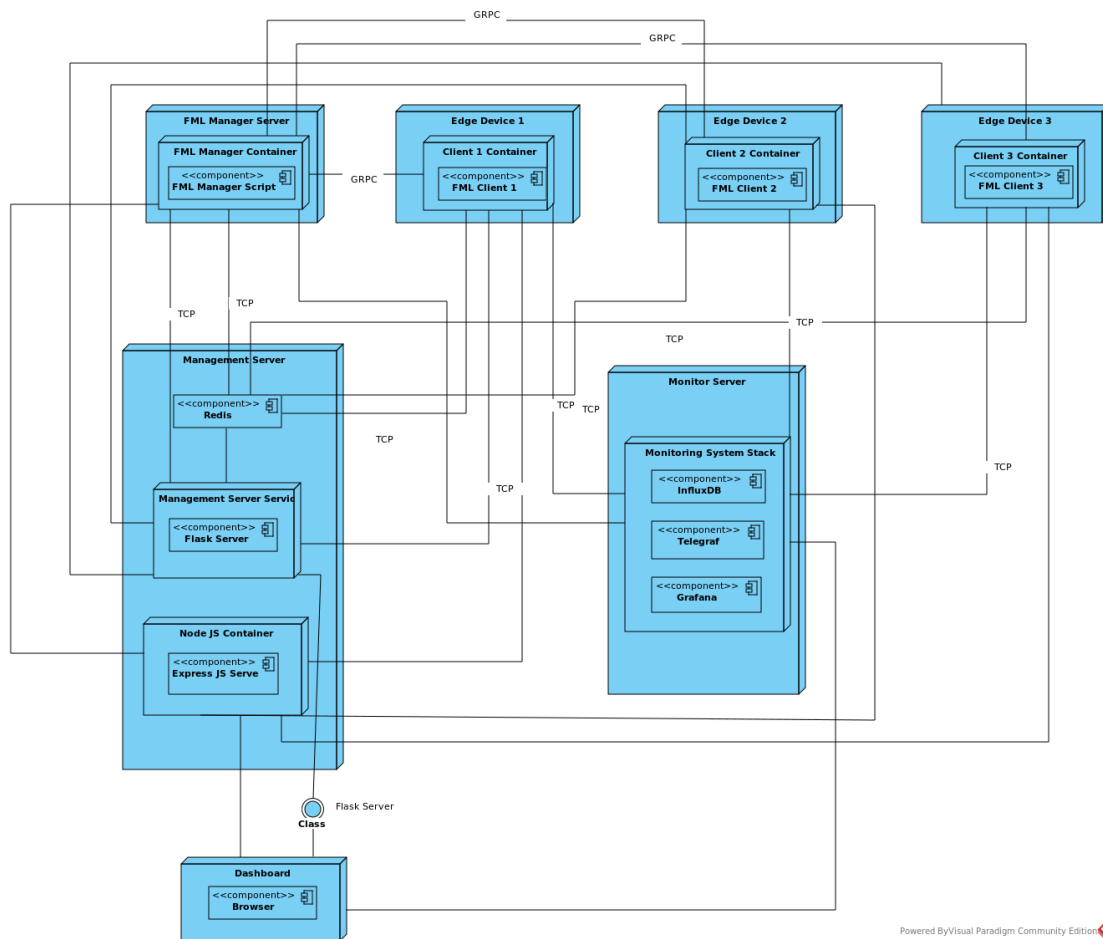 GRPC
GRPC
FML Manager Server
Edge Device 1
Edge Device 2
Edge Device 3
FML Manager Container
<<component>>
FML Manager Script
GRPC
Client 1 Container
<<component>>
FML Client 1
Client 2 Container
<<component>>
FML Client 2
Client 3 Container
<<component>>
FML Client 3
TCP
TCP
TCP
TCP
Management Server
<<component>>
Redis
TCP
TCP
TCP
TCP
TCP
Management Server Servic
<<component>>
Flask Server
Node JS Container
<<component>>
Express JS Serve
Monitor Server
Monitoring System Stack
<<component>>
InfluxDB
<<component>>
Telegraf
<<component>>
Grafana
Flask Server
Class
Dashboard
<<component>>
Browser
Powered ByVisual Paradigm Community Edition